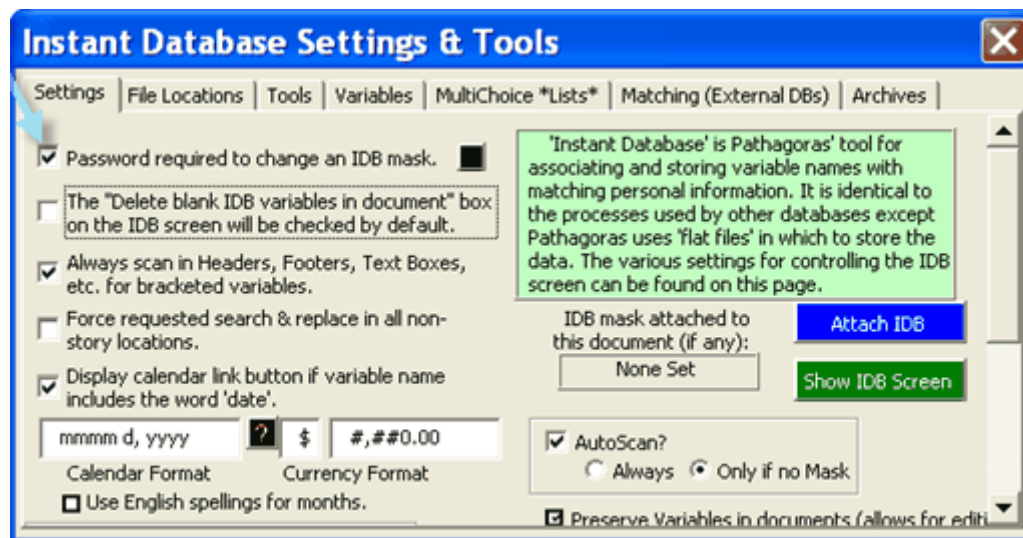 Instant Database Settings & Tools
Settings File Locations Tools Variables MultiChoice *Lists* Matching (External DBs) Archives
Password required to change an IDB mask.
The "Delete blank IDB variables in document" box
on the IDB screen will be checked by default.
Always scan in Headers, Footers, Text Boxes,
etc. for bracketed variables.
Force requested search & replace in all non-
story locations.
Display calendar link button if variable name
includes the word 'date'.
mmmm d, yyyy ? $ #,##0.00
Calendar Format Currency Format
Use English spellings for months.
'Instant Database' is Pathagoras' tool for
associating and storing variable names with
matching personal information. It is identical to
the processes used by other databases except
Pathagoras uses 'flat files' in which to store the
data. The various settings for controlling the IDB
screen can be found on this page.
IDB mask attached to
this document (if any):
None Set
Attach IDB
Show IDB Screen
AutoScan?
Always Only if no Mask
Preserve Variables in documents (allows for editi